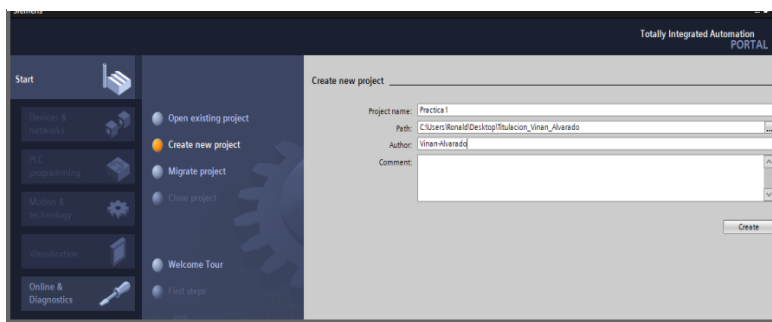 Siemens
Totally Integrated Automation
PORTAL
Start
Devices &
networks
PLC
programming
Motion &
technology
Visualization
Online &
Diagnostics
Open existing project
Create new project
Migrate project
Close project
Welcome Tour
First steps
Create new project
Project name: Practica1
Path: C:\Users\Ronald\Desktop\Titulacion_Vinan_Alvarado
...
Author: Vinan-Alvarado
Comment:
Create